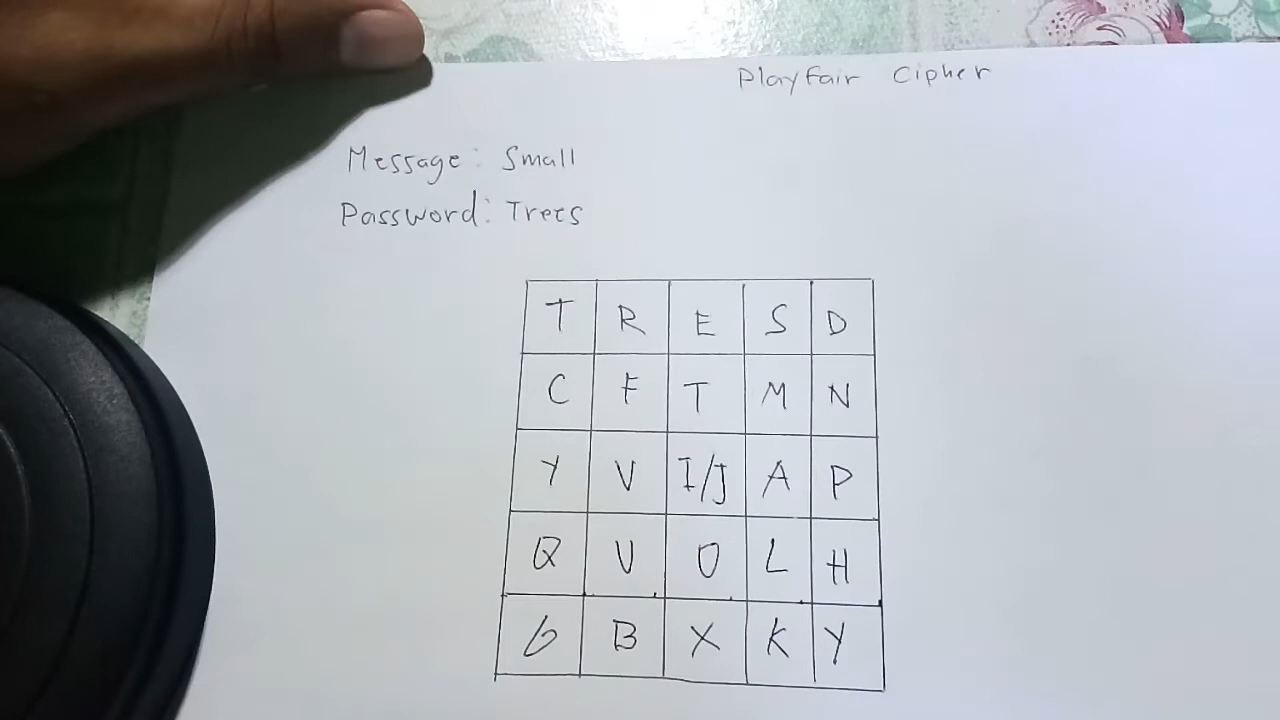 Playfair Cipher
Message: Small
Password: Trees
T R E S D
C F T M N
Y V I/J A P
Q U O L H
G B X K Y